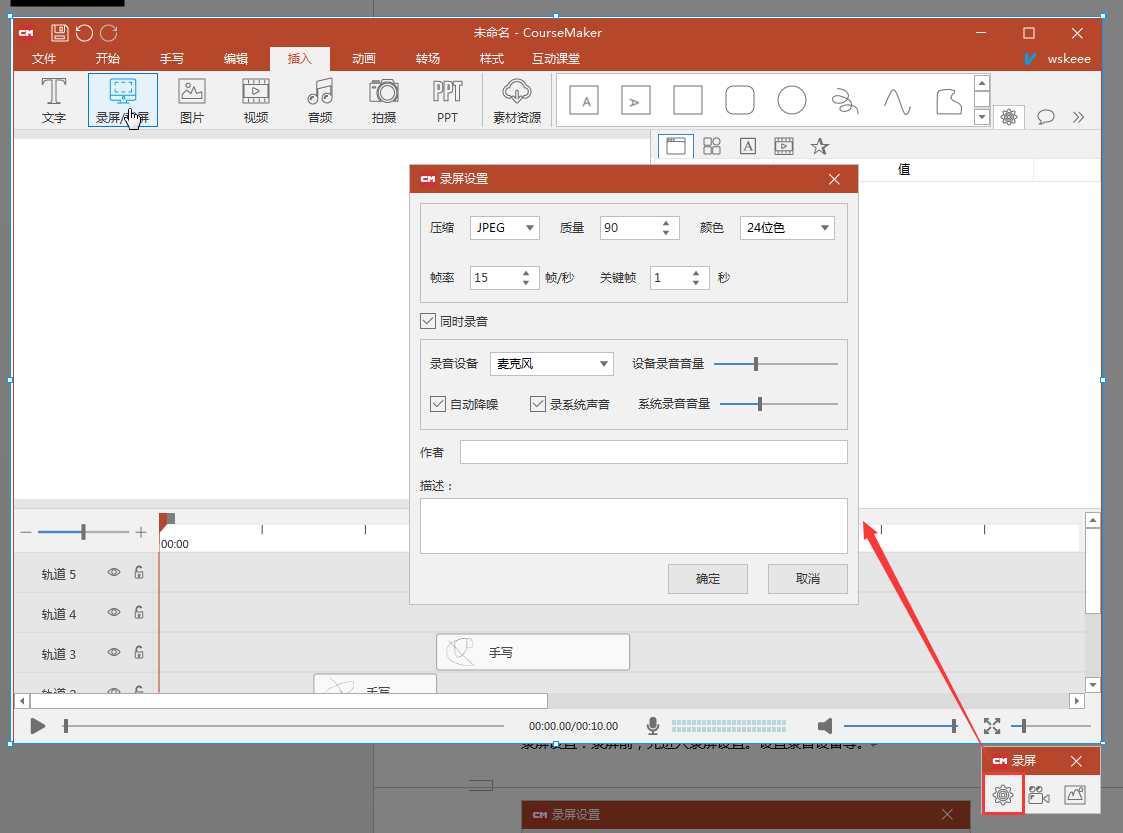 CM 未命名 - CourseMaker
文件 开始 手写 编辑 插入 动画 转场 样式 互动课堂 wskeee
文字 录屏/ 屏 图片 视频 音频 拍摄 PPT 素材资源
值
CM 录屏设置
压缩 JPEG 质量 90 颜色 24位色
帧率 15 帧/秒 关键帧 1 秒
同时录音
录音设备 麦克风 设备录音音量
自动降噪 录系统声音 系统录音音量
作者
描述：
确定 取消
00:00
轨道 5
轨道 4
轨道 3 手写
手写
00:00.00/00:10.00
录屏设置：录屏前，先进入录屏设置。设置录音设备等。
CM 录屏
CM 录屏设置